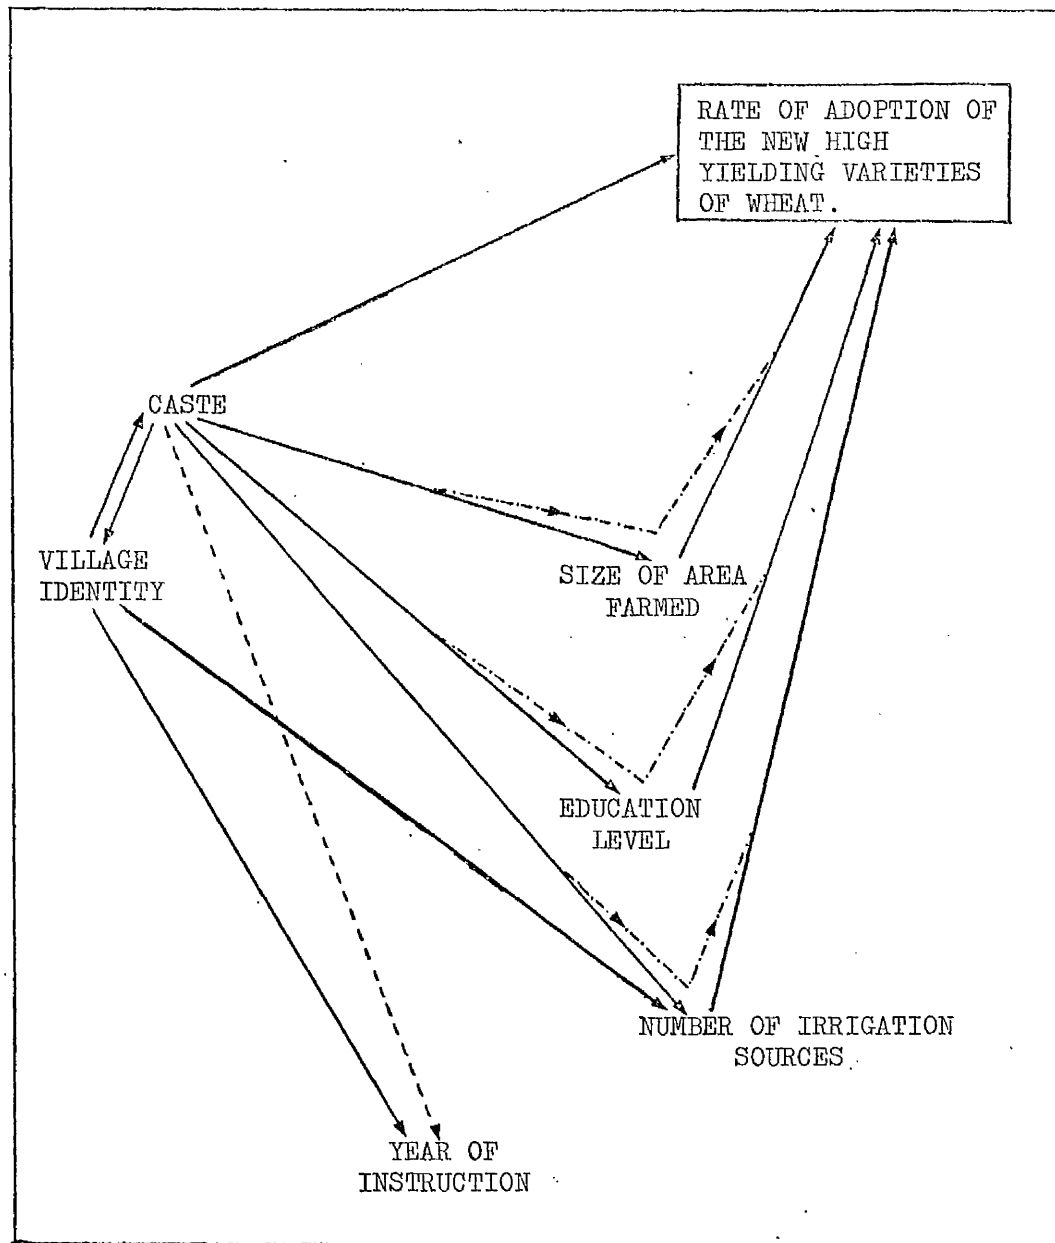 RATE OF ADOPTION OF
THE NEW HIGH
YIELDING VARIETIES
OF WHEAT.
CASTE
VILLAGE
IDENTITY
SIZE OF AREA
FARMED
EDUCATION
LEVEL
NUMBER OF IRRIGATION
SOURCES
YEAR OF
INSTRUCTION